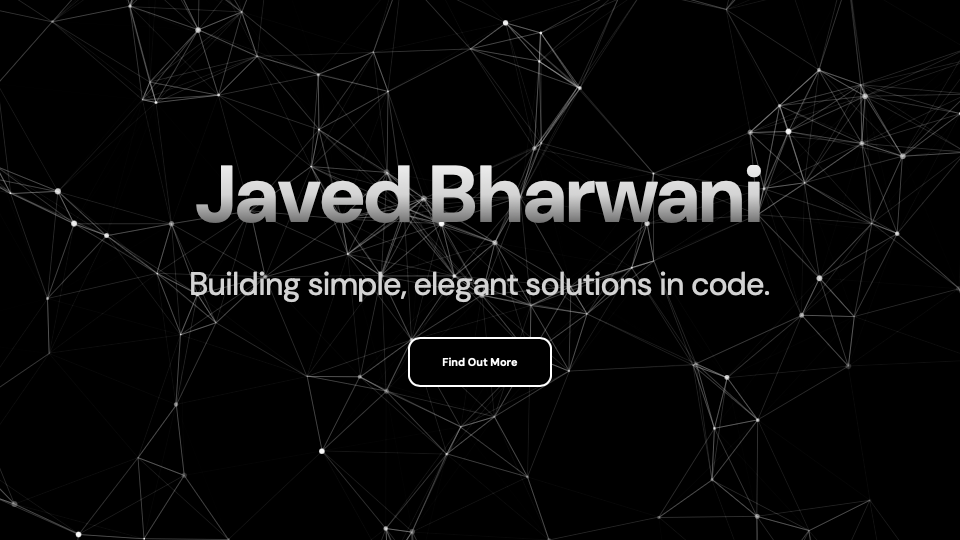 Javed Bharwani
Building simple, elegant solutions in code.
Find Out More